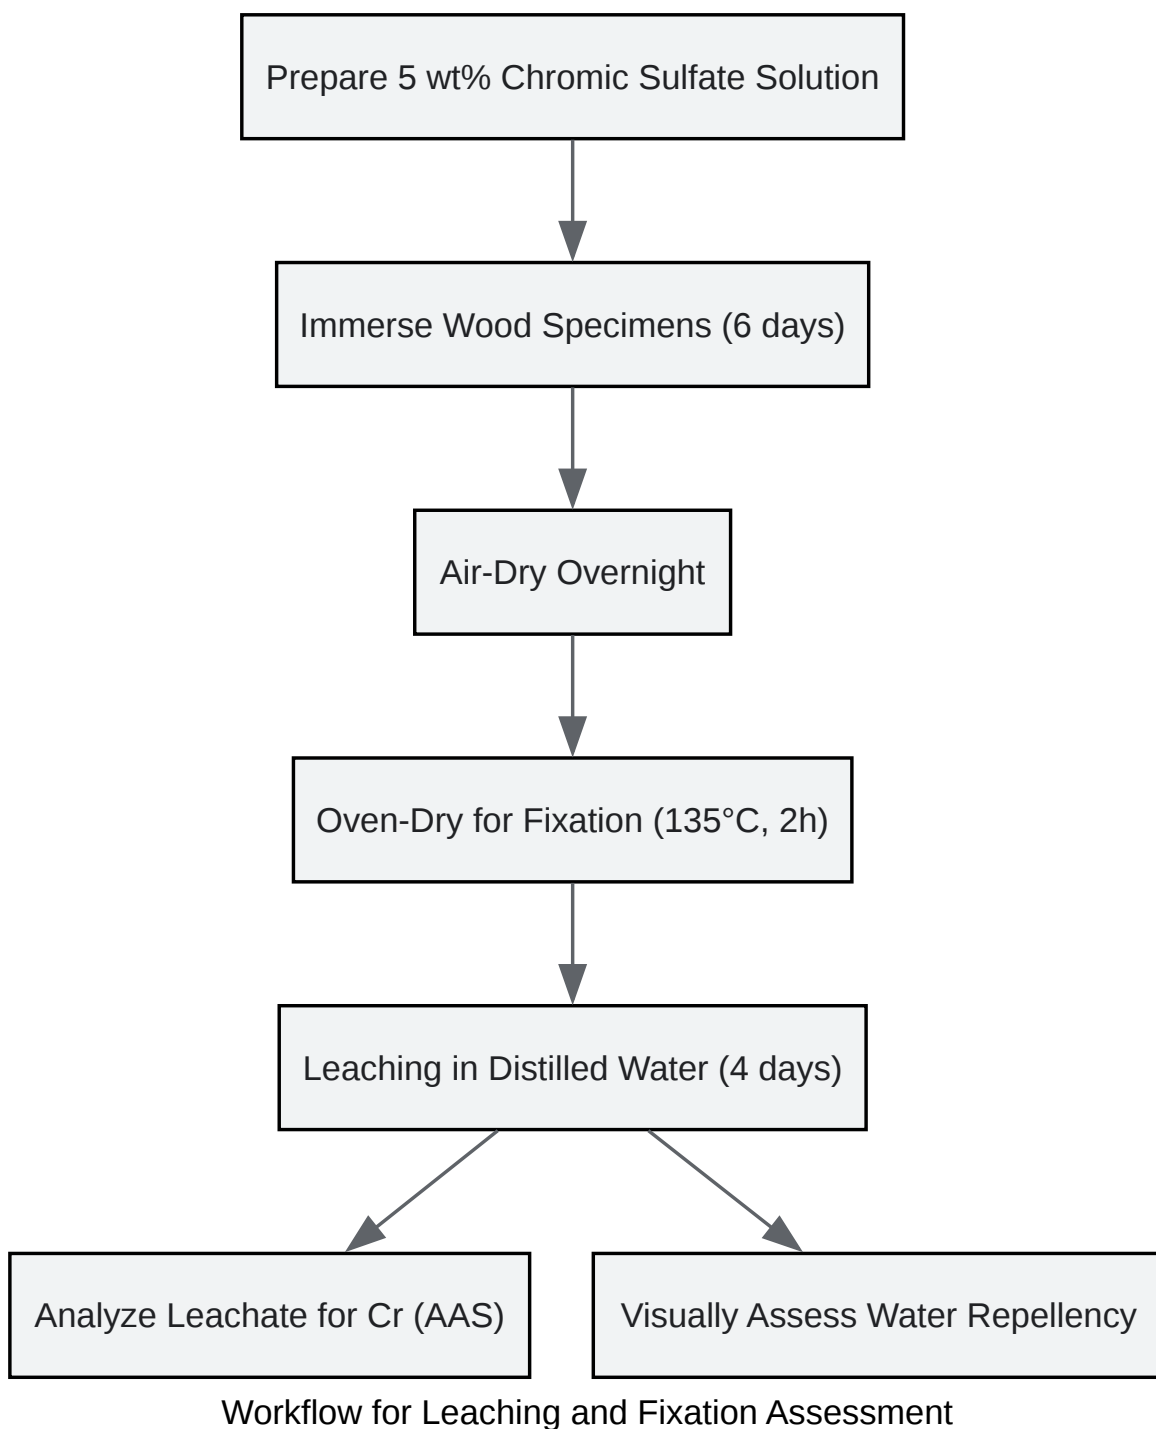 Prepare 5 wt% Chromic Sulfate Solution
Immerse Wood Specimens (6 days)
Air-Dry Overnight
Oven-Dry for Fixation (135°C, 2h)
Leaching in Distilled Water (4 days)
Analyze Leachate for Cr (AAS)
Visually Assess Water Repellency
Workflow for Leaching and Fixation Assessment